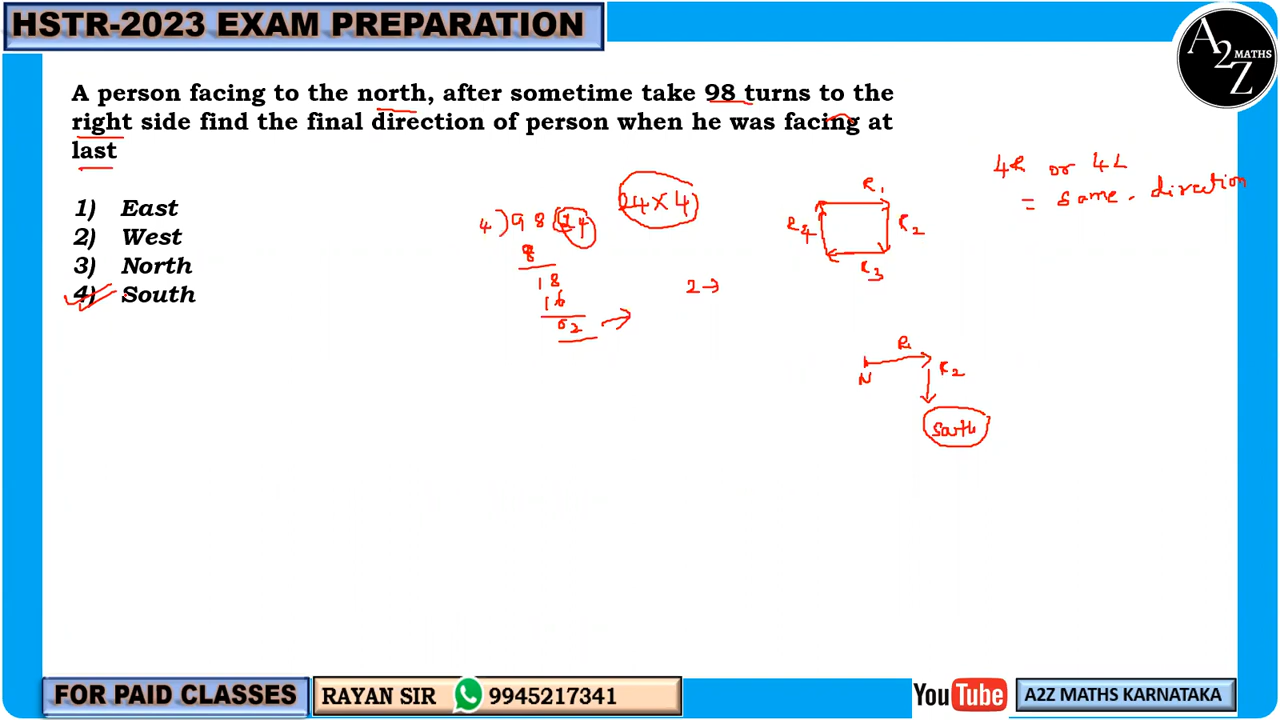 HSTR-2023 EXAM PREPARATION
A2Z MATHS
A person facing to the north, after sometime take 98 turns to the
right side find the final direction of person when he was facing at
last
1) East
2) West
3) North
4) South
4) 98 (24
8
18
16
02
24 x 4
2 →
R1
R2
R3
R4
4R or 4L
= same direction
N
R1
R2
South
FOR PAID CLASSES
RAYAN SIR 9945217341
YouTube
A2Z MATHS KARNATAKA